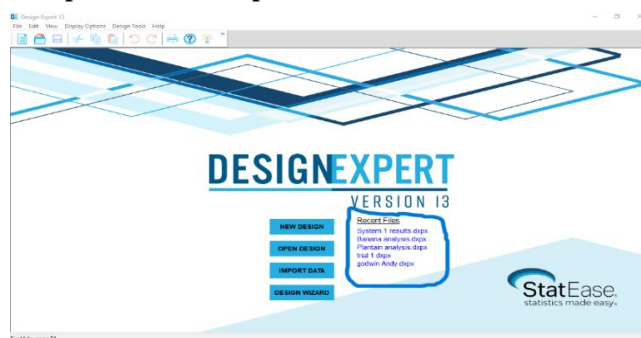 Design-Expert 13
File Edit View Display Options Design Tools Help
DESIGNEXPERT
VERSION 13
NEW DESIGN
OPEN DESIGN
IMPORT DATA
DESIGN WIZARD
Recent Files
System 1 results.dxpx
Banana analysis.dxpx
Plantain analysis.dxpx
trial 1.dxpx
godwin Andy.dxpx
StatEase.
statistics made easy.